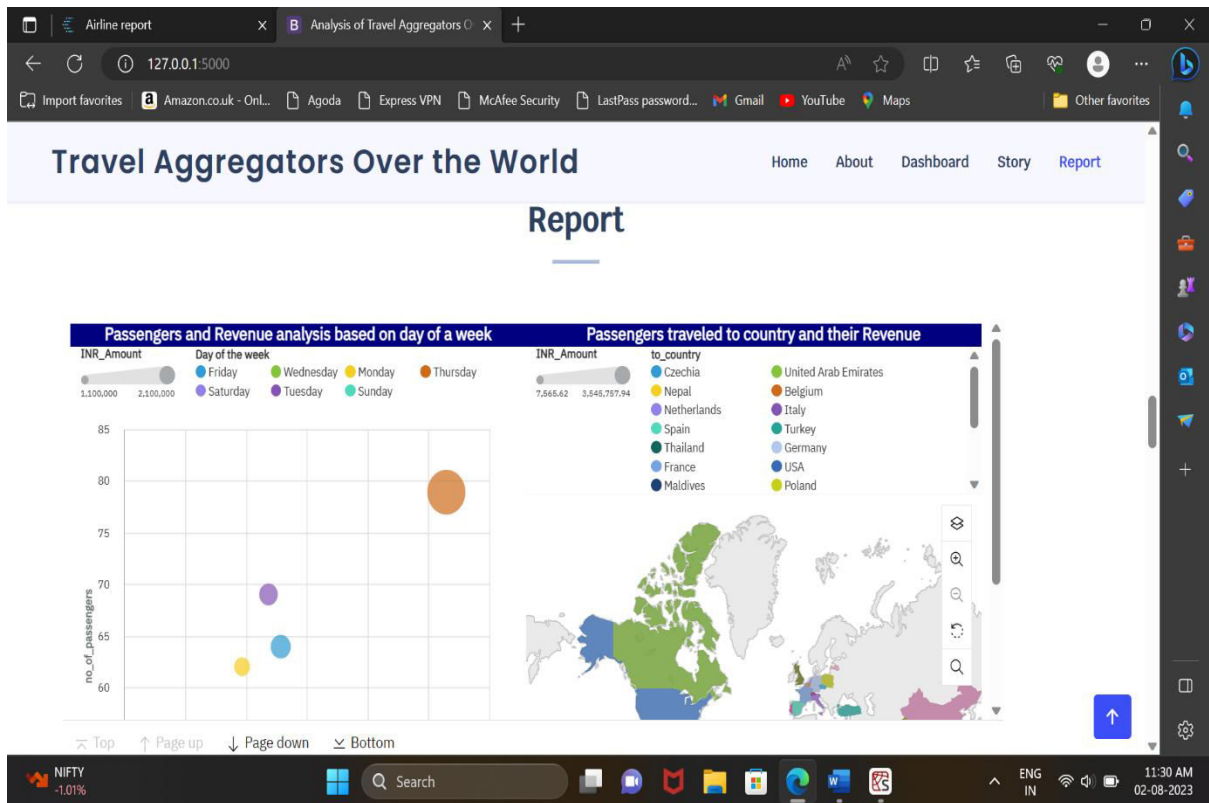 Airline report
B Analysis of Travel Aggregators O
127.0.0.1:5000
Import favorites a Amazon.co.uk - Onl... Agoda Express VPN McAfee Security LastPass password... Gmail YouTube Maps Other favorites
Travel Aggregators Over the World Home About Dashboard Story Report
Report
Passengers and Revenue analysis based on day of a week
INR_Amount
1,100,000 2,100,000
Day of the week
Friday Wednesday Monday Thursday
Saturday Tuesday Sunday
85
80
75
70
65
60
no_of_passengers
Passengers traveled to country and their Revenue
INR_Amount
7,565.62 3,545,757.94
to_country
Czechia United Arab Emirates
Nepal Belgium
Netherlands Italy
Spain Turkey
Thailand Germany
France USA
Maldives Poland
Top Page up Page down Bottom
NIFTY
-1.01%
Search
ENG
IN
11:30 AM
02-08-2023